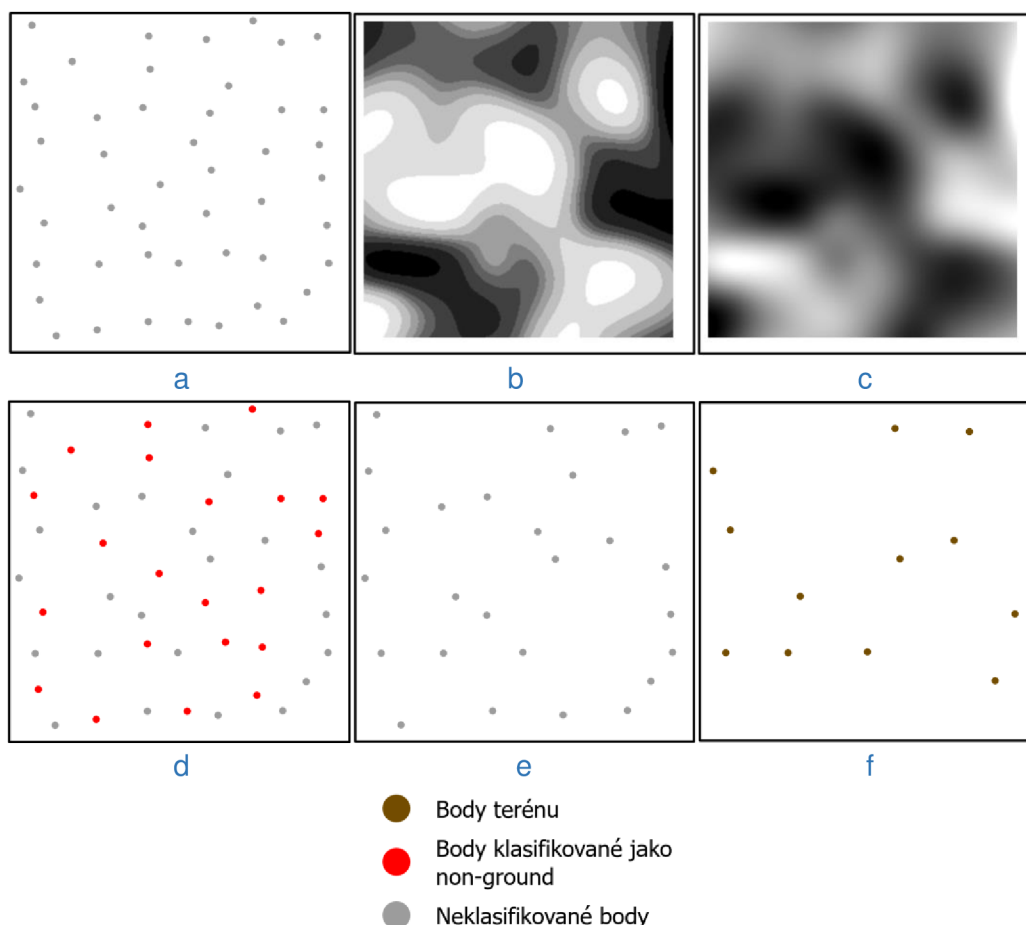 a
b
c
d
e
f
Body terénu
Body klasifikované jako
non-ground
Neklasifikované body